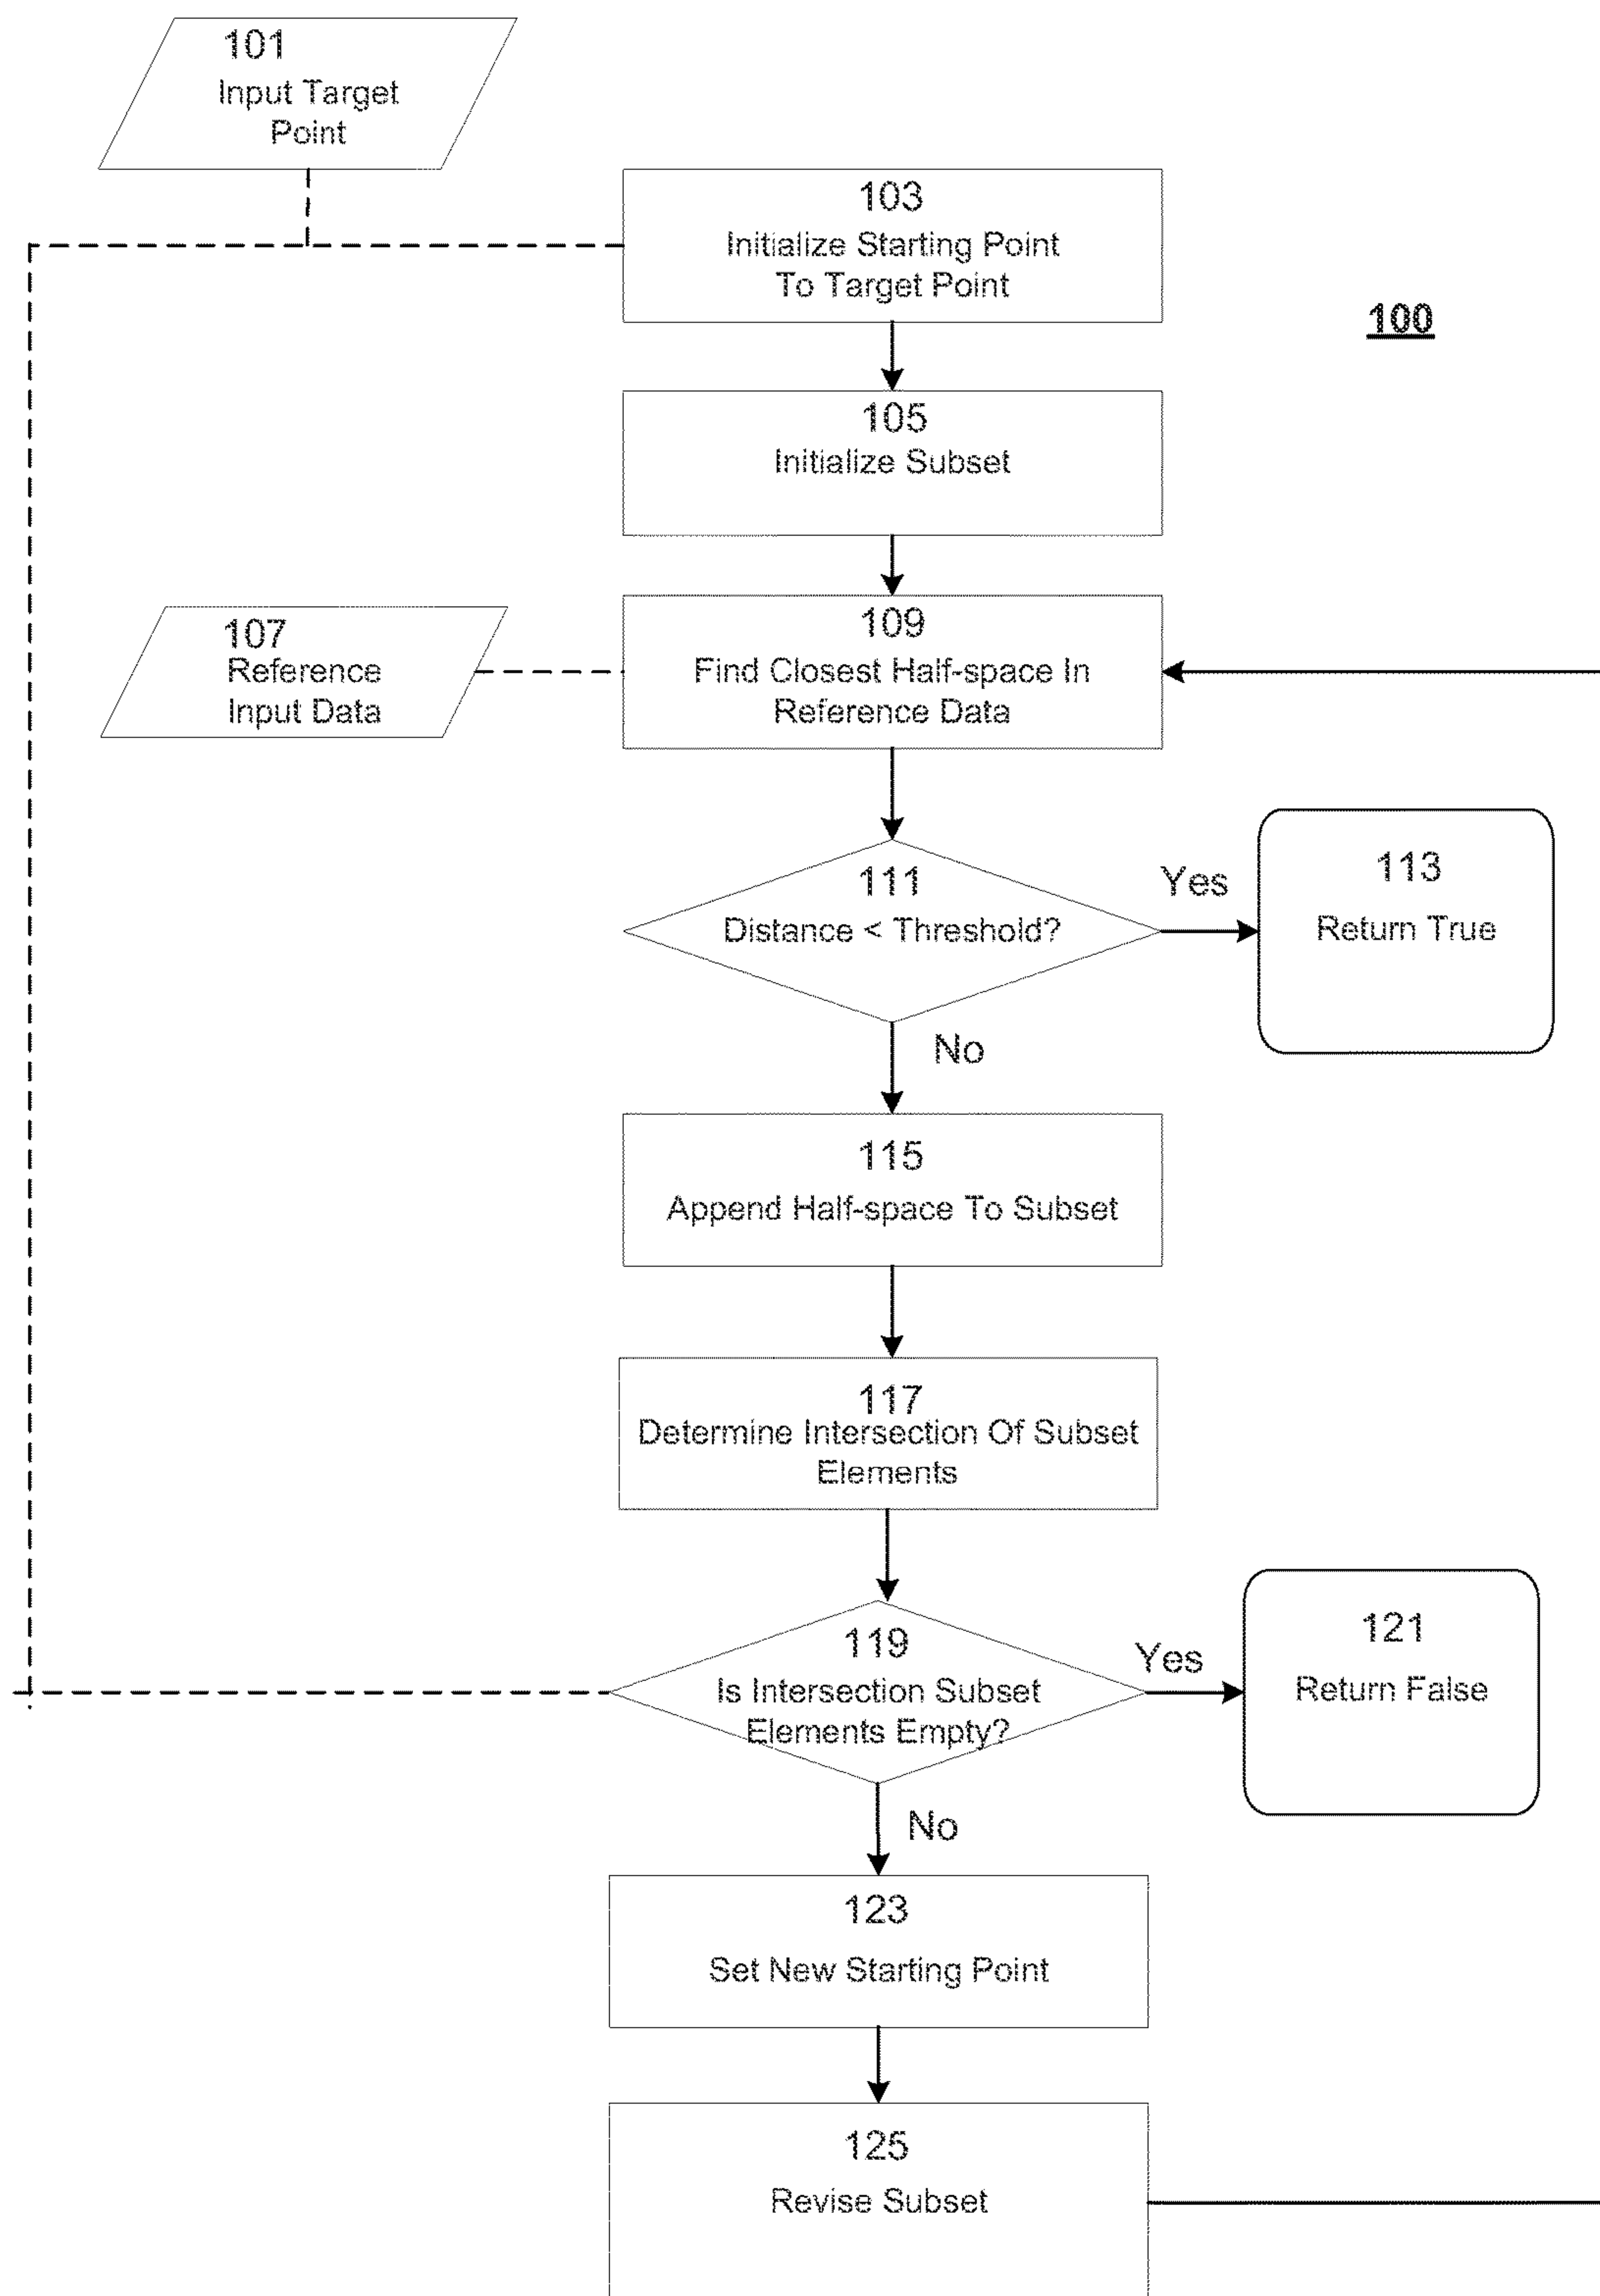 101
Input Target
Point
103
Initialize Starting Point
To Target Point
100
105
Initialize Subset
107
Reference
Input Data
109
Find Closest Half-space In
Reference Data
111
Distance < Threshold?
Yes
113
Return True
No
115
Append Half-space To Subset
117
Determine Intersection Of Subset
Elements
119
Is Intersection Subset
Elements Empty?
Yes
121
Return False
No
123
Set New Starting Point
125
Revise Subset